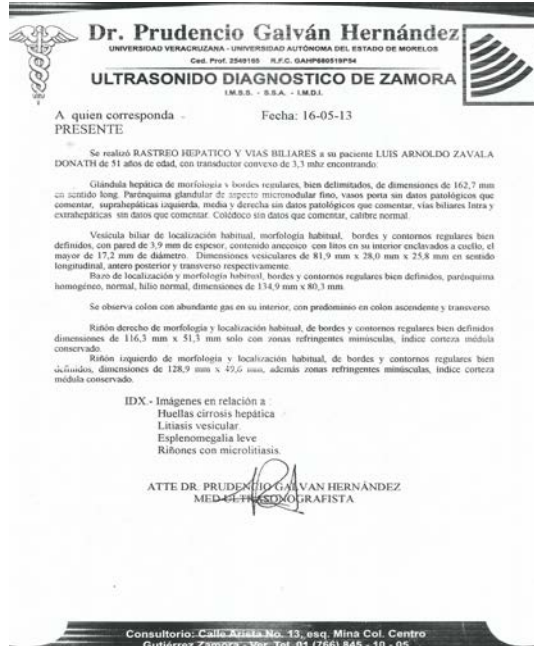 Dr. Prudencio Galván Hernández
UNIVERSIDAD VERACRUZANA - UNIVERSIDAD AUTÓNOMA DEL ESTADO DE MORELOS
Ced. Prof. 2549165 R.F.C. GAHP680519P54
ULTRASONIDO DIAGNOSTICO DE ZAMORA
I.M.S.S. - S.S.A. - I.M.D.I.
A quien corresponda - Fecha: 16-05-13
PRESENTE
Se realizó RASTREO HEPATICO Y VIAS BILIARES a su paciente LUIS ARNOLDO ZAVALA
DONATH de 51 años de edad, con transductor convexo de 3,3 mhz encontrando:
Glándula hepática de morfología y bordes regulares, bien delimitados, de dimensiones de 162,7 mm
en sentido long. Parénquima glandular de aspecto micronodular fino, vasos porta sin datos patológicos que
comentar, suprahepáticas izquierda, media y derecha sin datos patológicos que comentar, vías biliares Intra y
extrahepáticas sin datos que comentar. Colédoco sin datos que comentar, calibre normal.
Vesícula biliar de localización habitual, morfología habitual, bordes y contornos regulares bien
definidos, con pared de 3,9 mm de espesor, contenido anecoico con litos en su interior enclavados a cuello, el
mayor de 17,2 mm de diámetro. Dimensiones vesiculares de 81,9 mm x 28,0 mm x 25,8 mm en sentido
longitudinal, antero posterior y transverso respectivamente.
Bazo de localización y morfología habitual, bordes y contornos regulares bien definidos, parénquima
homogéneo, normal, hilio normal, dimensiones de 134,9 mm x 80,3 mm.
Se observa colon con abundante gas en su interior, con predominio en colon ascendente y transverso.
Riñón derecho de morfología y localización habitual, de bordes y contornos regulares bien definidos
dimensiones de 116,3 mm x 51,3 mm solo con zonas refringentes minúsculas, índice corteza médula
conservado.
Riñón izquierdo de morfología y localización habitual, de bordes y contornos regulares bien
definidos, dimensiones de 128,9 mm x 49,6 mm, además zonas refringentes minúsculas, índice corteza
médula conservado.
IDX.- Imágenes en relación a :
Huellas cirrosis hepática
Litiasis vesicular.
Esplenomegalia leve
Riñones con microlitiasis.
ATTE DR. PRUDENCIO GALVAN HERNÁNDEZ
MED ULTRASONOGRAFISTA
Consultorio: Calle Arista No. 13, esq. Mina Col. Centro
Gutiérrez Zamora - Ver. Tel. 01 (766) 845 - 10 - 05